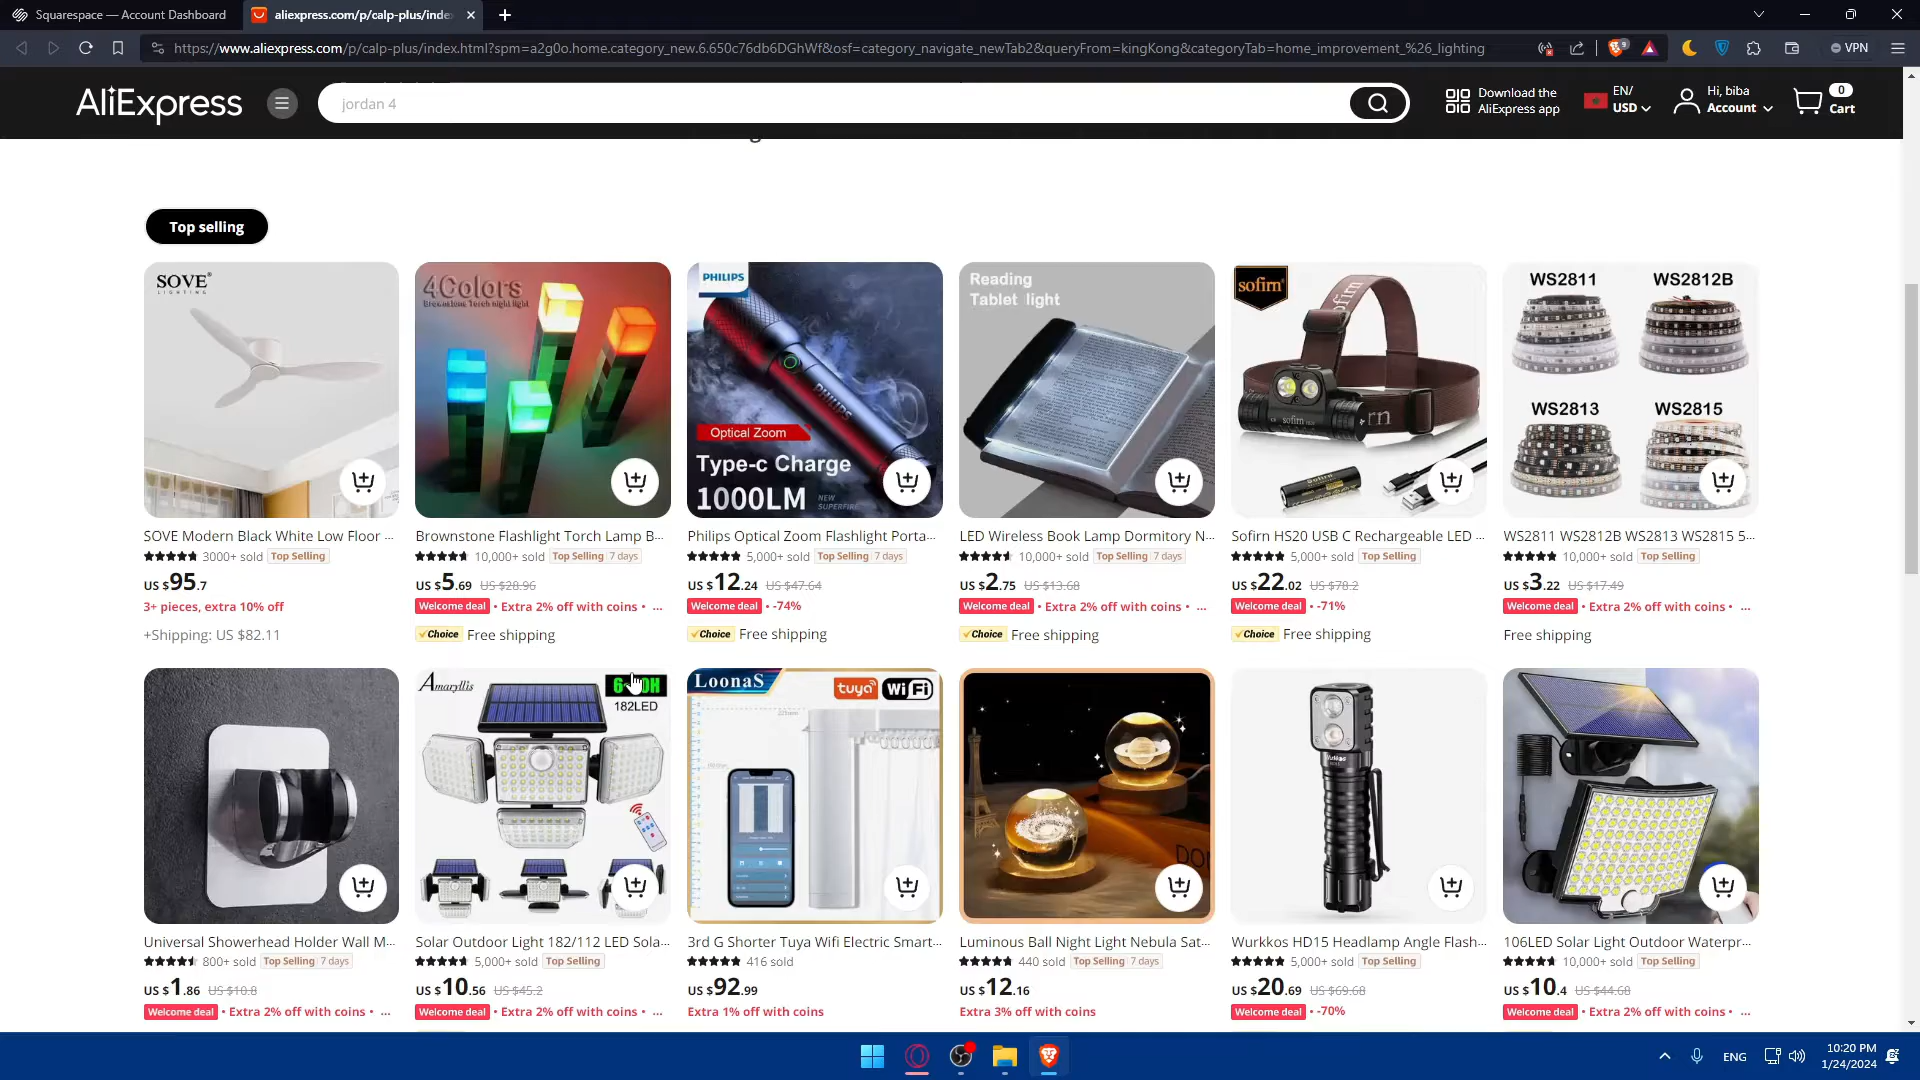 Squarespace — Account Dashboard
aliexpress.com/p/calp-plus/inde
https://www.aliexpress.com/p/calp-plus/index.html?spm=a2g0o.home.category_new.6.650c76db6DGhWf&osf=category_navigate_newTab2&queryFrom=kingKong&categoryTab=home_improvement_%26_lighting
VPN
AliExpress
jordan 4
Download the
AliExpress app
EN/
USD
Hi, biba
Account
0
Cart
Top selling
SOVE
LIGHTING
4Colors
Brownstone Torch night light
PHILIPS
Optical Zoom
PHILIPS
Type-c Charge
1000LM
NEW
SUPERFIRE
Reading
Tablet light
sofirn
WS2811
WS2812B
WS2813
WS2815
SOVE Modern Black White Low Floor ...
3000+ sold Top Selling
US $95.7
3+ pieces, extra 10% off
+Shipping: US $82.11
Brownstone Flashlight Torch Lamp B...
10,000+ sold Top Selling 7 days
US $5.69 US $28.96
Welcome deal • Extra 2% off with coins • ...
Choice Free shipping
Philips Optical Zoom Flashlight Porta...
5,000+ sold Top Selling 7 days
US $12.24 US $47.64
Welcome deal • -74%
Choice Free shipping
LED Wireless Book Lamp Dormitory N...
10,000+ sold Top Selling 7 days
US $2.75 US $13.68
Welcome deal • Extra 2% off with coins • ...
Choice Free shipping
Sofirn HS20 USB C Rechargeable LED ...
5,000+ sold Top Selling
US $22.02 US $78.2
Welcome deal • -71%
Choice Free shipping
WS2811 WS2812B WS2813 WS2815 5...
10,000+ sold Top Selling
US $3.22 US $17.49
Welcome deal • Extra 2% off with coins • ...
Free shipping
Amaryllis
182LED
LoonaS
tuya WiFi
Universal Showerhead Holder Wall M...
800+ sold Top Selling 7 days
US $1.86 US $10.8
Welcome deal • Extra 2% off with coins • ...
Solar Outdoor Light 182/112 LED Sola...
5,000+ sold Top Selling
US $10.56 US $45.2
Welcome deal • Extra 2% off with coins • ...
3rd G Shorter Tuya Wifi Electric Smart...
416 sold
US $92.99
Extra 1% off with coins
Luminous Ball Night Light Nebula Sat...
440 sold Top Selling 7 days
US $12.16
Extra 3% off with coins
Wurkkos HD15 Headlamp Angle Flash...
5,000+ sold Top Selling
US $20.69 US $69.68
Welcome deal • -70%
106LED Solar Light Outdoor Waterpr...
10,000+ sold Top Selling
US $10.4 US $44.68
Welcome deal • Extra 2% off with coins • ...
ENG
10:20 PM
1/24/2024